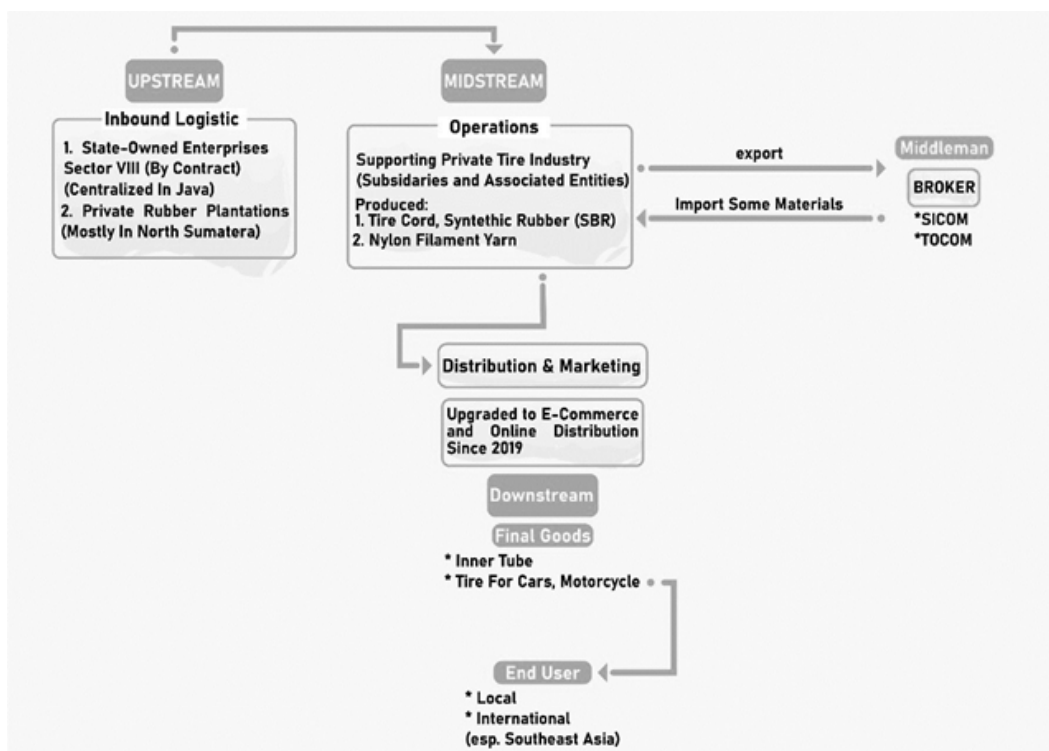 UPSTREAM
Inbound Logistic
1. State-Owned Enterprises
Sector VIII (By Contract)
(Centralized In Java)
2. Private Rubber Plantations
(Mostly In North Sumatera)
MIDSTREAM
Operations
Supporting Private Tire Industry
(Subsidaries and Associated Entities)
Produced:
1. Tire Cord, Syntethic Rubber (SBR)
2. Nylon Filament Yarn
export
Import Some Materials
Middleman
BROKER
*SICOM
*TOCOM
Distribution & Marketing
Upgraded to E-Commerce
and Online Distribution
Since 2019
Downstream
Final Goods
* Inner Tube
* Tire For Cars, Motorcycle
End User
* Local
* International
(esp. Southeast Asia)